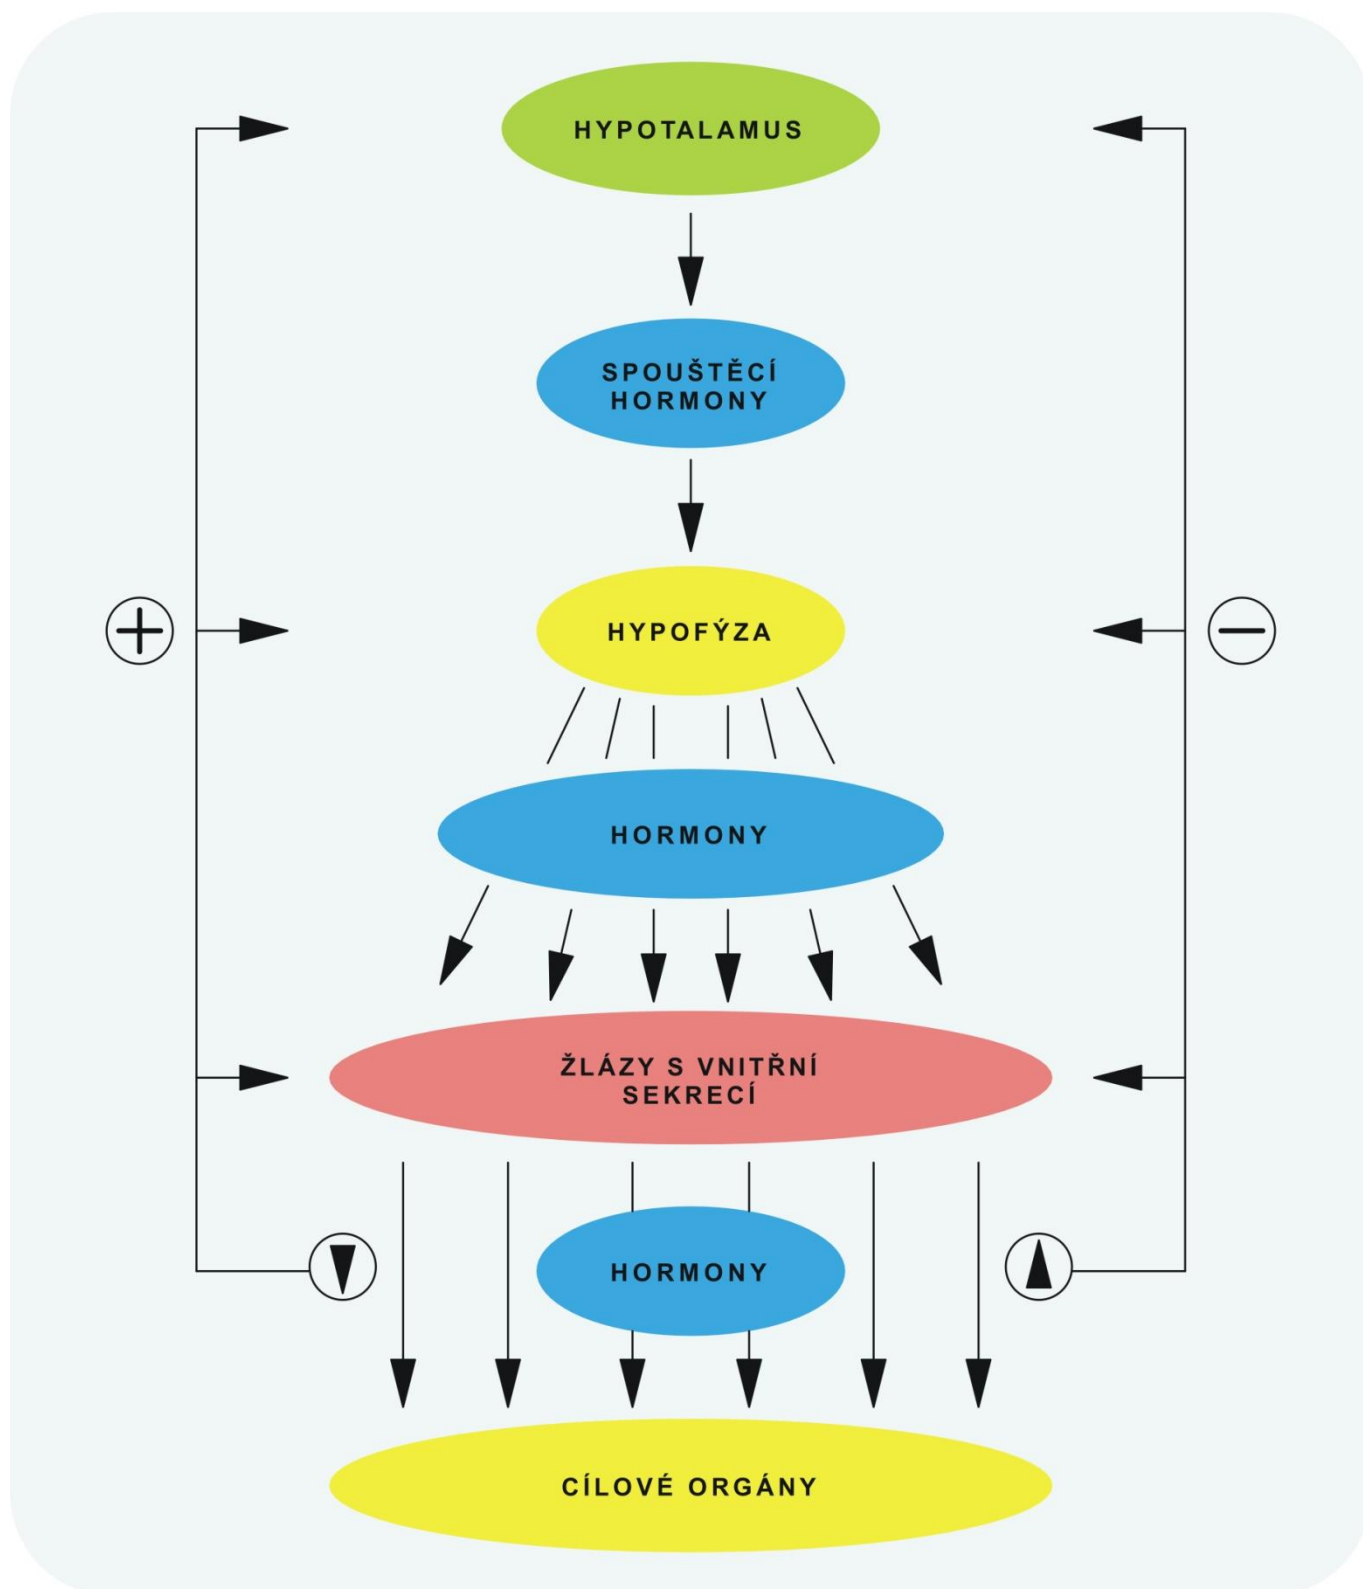 HYPOTALAMUS
SPOUŠTĚCÍ
HORMONY
HYPOFÝZA
HORMONY
ŽLÁZY S VNITŘNÍ
SEKRECÍ
HORMONY
CÍLOVÉ ORGÁNY